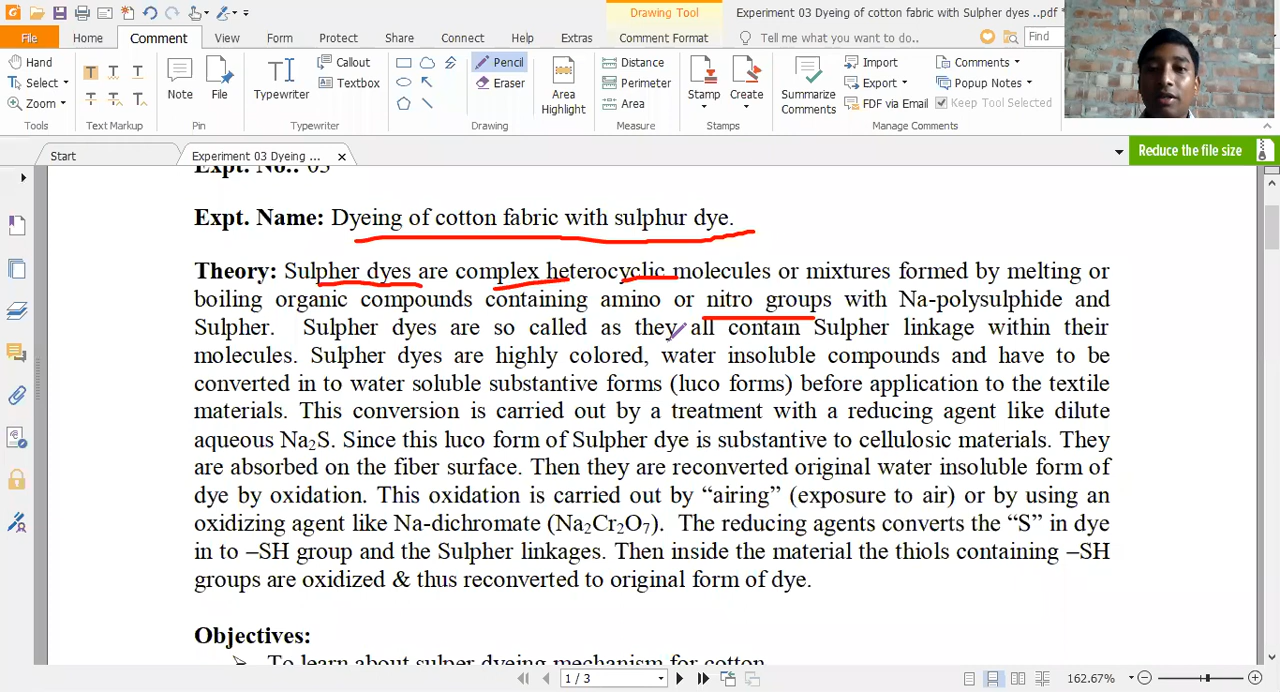 Drawing Tool
Experiment 03 Dyeing of cotton fabric with Sulpher dyes ..pdf *
File Home Comment View Form Protect Share Connect Help Extras Comment Format Tell me what you want to do.. Find
Hand
Select
Zoom
Tools
Text Markup
Note
File
Pin
Typewriter
Callout
Textbox
Typewriter
Pencil
Eraser
Area Highlight
Drawing
Distance
Perimeter
Area
Measure
Stamp
Create
Stamps
Summarize Comments
Import
Export
FDF via Email
Comments
Popup Notes
Keep Tool Selected
Manage Comments
Start
Experiment 03 Dyeing ...
Reduce the file size
Expt. No.: 03
Expt. Name: Dyeing of cotton fabric with sulphur dye.
Theory: Sulpher dyes are complex heterocyclic molecules or mixtures formed by melting or
boiling organic compounds containing amino or nitro groups with Na-polysulphide and
Sulpher. Sulpher dyes are so called as they all contain Sulpher linkage within their
molecules. Sulpher dyes are highly colored, water insoluble compounds and have to be
converted in to water soluble substantive forms (luco forms) before application to the textile
materials. This conversion is carried out by a treatment with a reducing agent like dilute
aqueous Na2S. Since this luco form of Sulpher dye is substantive to cellulosic materials. They
are absorbed on the fiber surface. Then they are reconverted original water insoluble form of
dye by oxidation. This oxidation is carried out by “airing” (exposure to air) or by using an
oxidizing agent like Na-dichromate (Na2Cr2O7). The reducing agents converts the “S” in dye
in to –SH group and the Sulpher linkages. Then inside the material the thiols containing –SH
groups are oxidized & thus reconverted to original form of dye.
Objectives:
To learn about sulper dyeing mechanism for cotton
1 / 3
162.67%